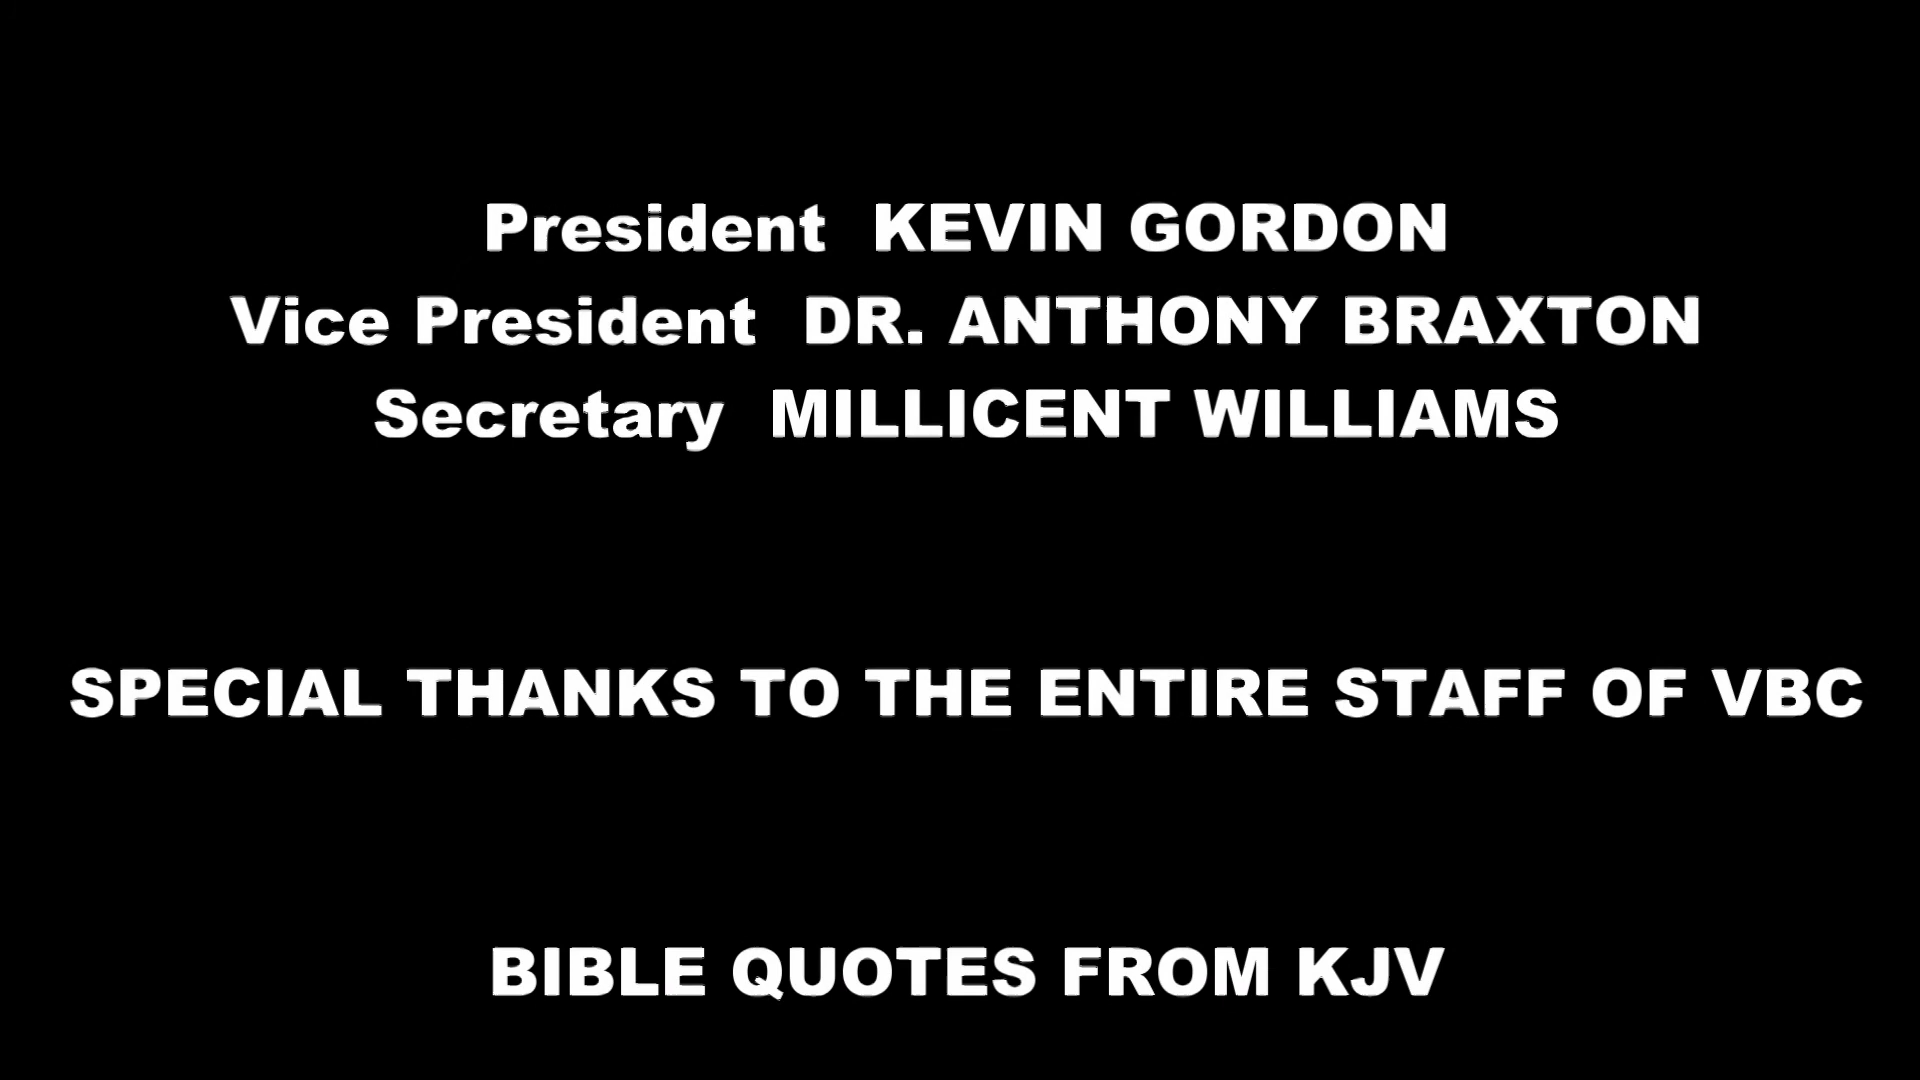 President KEVIN GORDON
Vice President DR. ANTHONY BRAXTON
Secretary MILLICENT WILLIAMS
SPECIAL THANKS TO THE ENTIRE STAFF OF VBC
BIBLE QUOTES FROM KJV